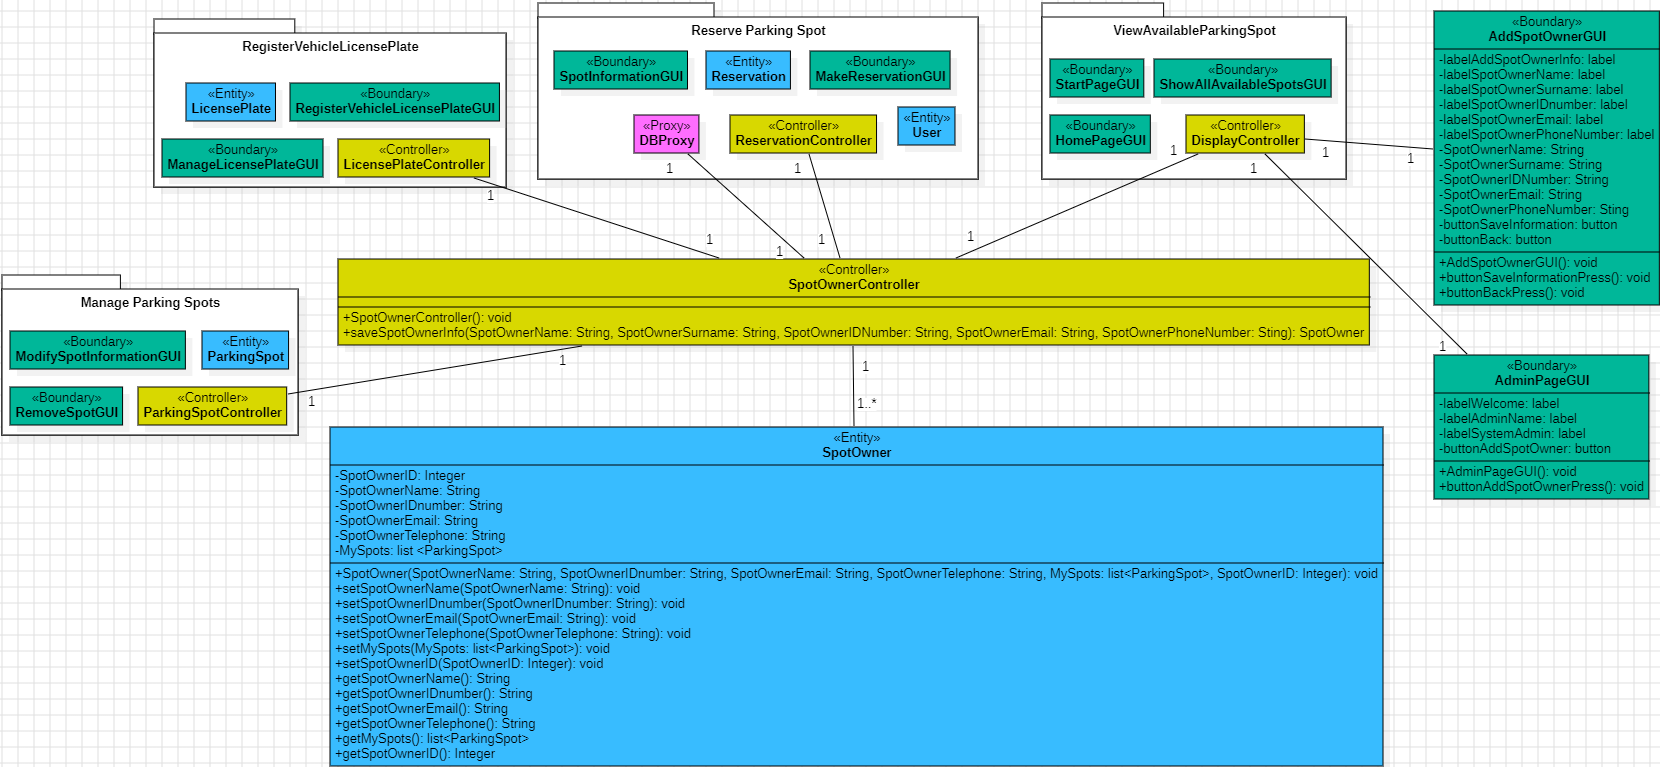 RegisterVehicleLicensePlate
«Entity»
LicensePlate
«Boundary»
RegisterVehicleLicensePlateGUI
«Boundary»
ManageLicensePlateGUI
«Controller»
LicensePlateController
1
Reserve Parking Spot
«Boundary»
SpotInformationGUI
«Entity»
Reservation
«Boundary»
MakeReservationGUI
«Proxy»
DBProxy
«Controller»
ReservationController
«Entity»
User
1
1
ViewAvailableParkingSpot
«Boundary»
StartPageGUI
«Boundary»
ShowAllAvailableSpotsGUI
«Boundary»
HomePageGUI
«Controller»
DisplayController
1
1
1
1
«Boundary»
AddSpotOwnerGUI
-labelAddSpotOwnerInfo: label
-labelSpotOwnerName: label
-labelSpotOwnerSurname: label
-labelSpotOwnerIDnumber: label
-labelSpotOwnerEmail: label
-labelSpotOwnerPhoneNumber: label
-SpotOwnerName: String
-SpotOwnerSurname: String
-SpotOwnerIDNumber: String
-SpotOwnerEmail: String
-SpotOwnerPhoneNumber: Sting
-buttonSaveInformation: button
-buttonBack: button
+AddSpotOwnerGUI(): void
+buttonSaveInformationPress(): void
+buttonBackPress(): void
1
1
1
1
«Controller»
SpotOwnerController
+SpotOwnerController(): void
+saveSpotOwnerInfo(SpotOwnerName: String, SpotOwnerSurname: String, SpotOwnerIDNumber: String, SpotOwnerEmail: String, SpotOwnerPhoneNumber: Sting): SpotOwner
Manage Parking Spots
«Boundary»
ModifySpotInformationGUI
«Entity»
ParkingSpot
«Boundary»
RemoveSpotGUI
«Controller»
ParkingSpotController
1
1
1
1..*
1
«Boundary»
AdminPageGUI
-labelWelcome: label
-labelAdminName: label
-labelSystemAdmin: label
-buttonAddSpotOwner: button
+AdminPageGUI(): void
+buttonAddSpotOwnerPress(): void
«Entity»
SpotOwner
-SpotOwnerID: Integer
-SpotOwnerName: String
-SpotOwnerIDnumber: String
-SpotOwnerEmail: String
-SpotOwnerTelephone: String
-MySpots: list <ParkingSpot>
+SpotOwner(SpotOwnerName: String, SpotOwnerIDnumber: String, SpotOwnerEmail: String, SpotOwnerTelephone: String, MySpots: list<ParkingSpot>, SpotOwnerID: Integer): void
+setSpotOwnerName(SpotOwnerName: String): void
+setSpotOwnerIDnumber(SpotOwnerIDnumber: String): void
+setSpotOwnerEmail(SpotOwnerEmail: String): void
+setSpotOwnerTelephone(SpotOwnerTelephone: String): void
+setMySpots(MySpots: list<ParkingSpot>): void
+setSpotOwnerID(SpotOwnerID: Integer): void
+getSpotOwnerName(): String
+getSpotOwnerIDnumber(): String
+getSpotOwnerEmail(): String
+getSpotOwnerTelephone(): String
+getMySpots(): list<ParkingSpot>
+getSpotOwnerID(): Integer